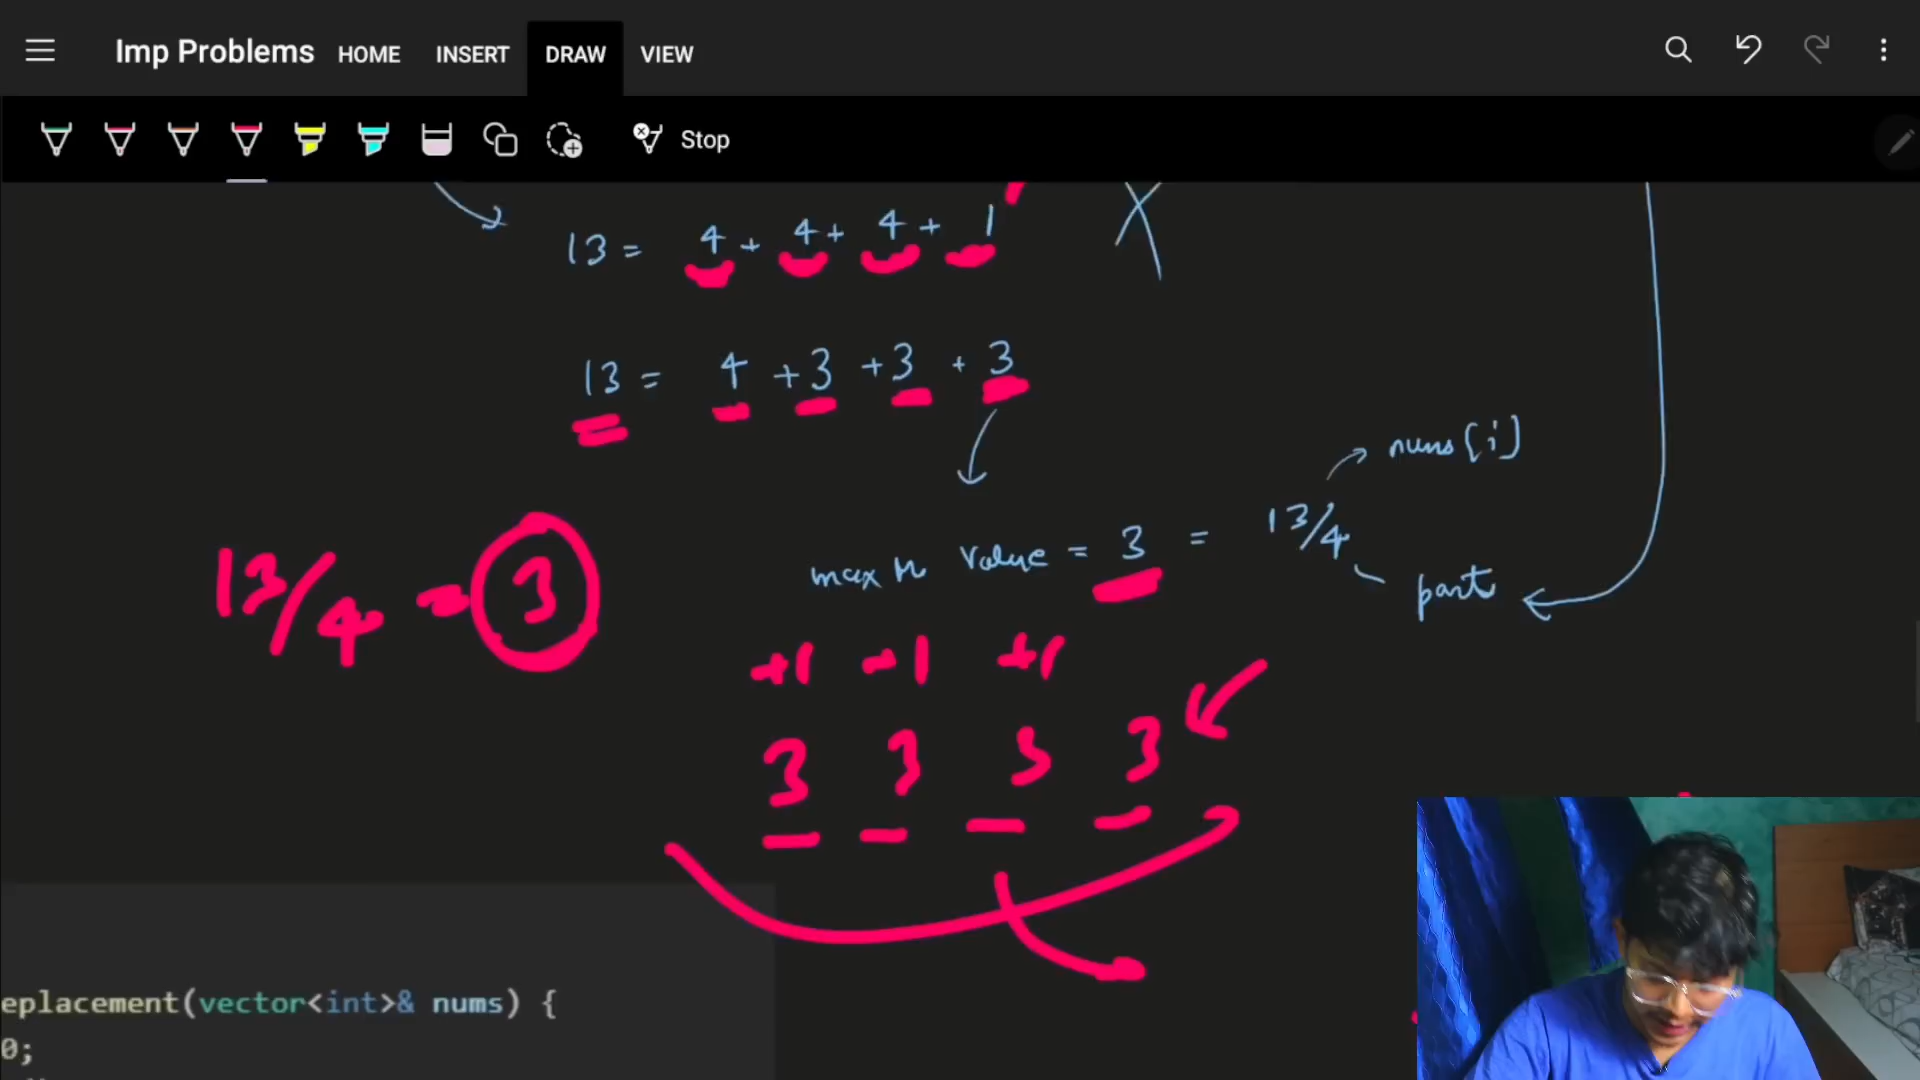 Imp Problems HOME INSERT DRAW VIEW
Stop
13 = 4 + 4 + 4 + 1
13 = 4 + 3 + 3 + 3
nums[i]
13/4 = 3
maxm value = 3 = 13/4
part
+1 +1 +1
3 3 3 3
eplacement(vector<int>& nums) {
0;